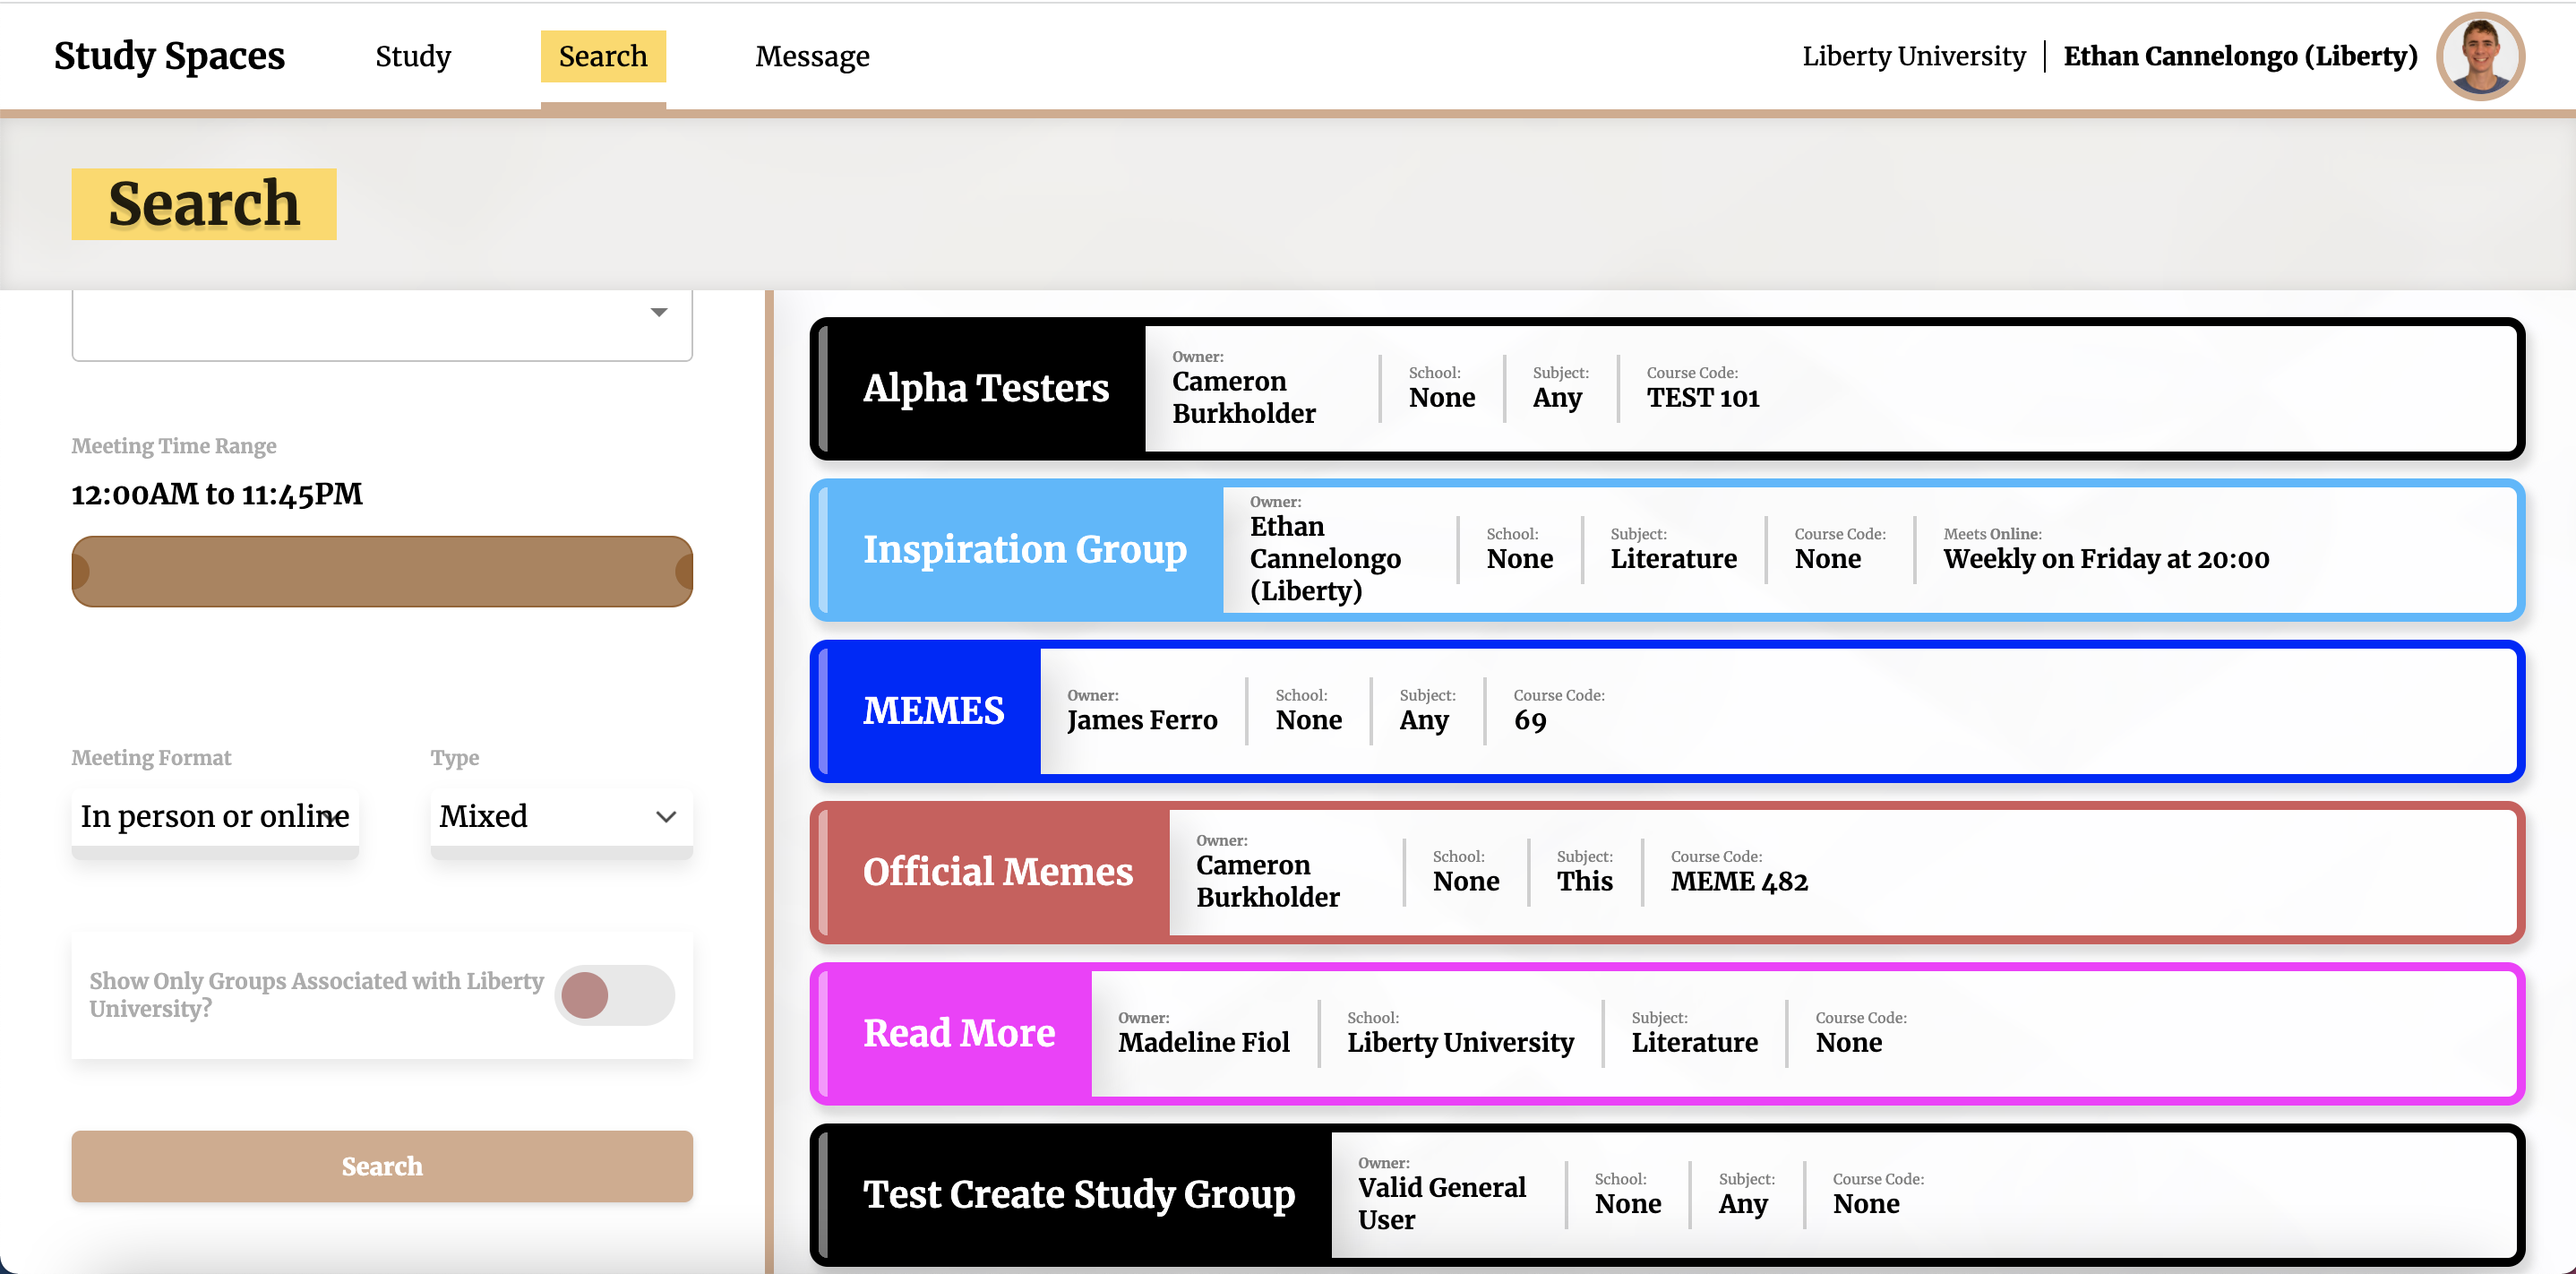 Study Spaces
Study
Search
Message
Liberty University
Ethan Cannelongo (Liberty)
Search
Meeting Time Range
12:00AM to 11:45PM
Meeting Format
In person or online
Type
Mixed
Show Only Groups Associated with Liberty
University?
Search
Alpha Testers
Owner:
Cameron
Burkholder
School:
None
Subject:
Any
Course Code:
TEST 101
Inspiration Group
Owner:
Ethan
Cannelongo
(Liberty)
School:
None
Subject:
Literature
Course Code:
None
Meets Online:
Weekly on Friday at 20:00
MEMES
Owner:
James Ferro
School:
None
Subject:
Any
Course Code:
69
Official Memes
Owner:
Cameron
Burkholder
School:
None
Subject:
This
Course Code:
MEME 482
Read More
Owner:
Madeline Fiol
School:
Liberty University
Subject:
Literature
Course Code:
None
Test Create Study Group
Owner:
Valid General
User
School:
None
Subject:
Any
Course Code:
None